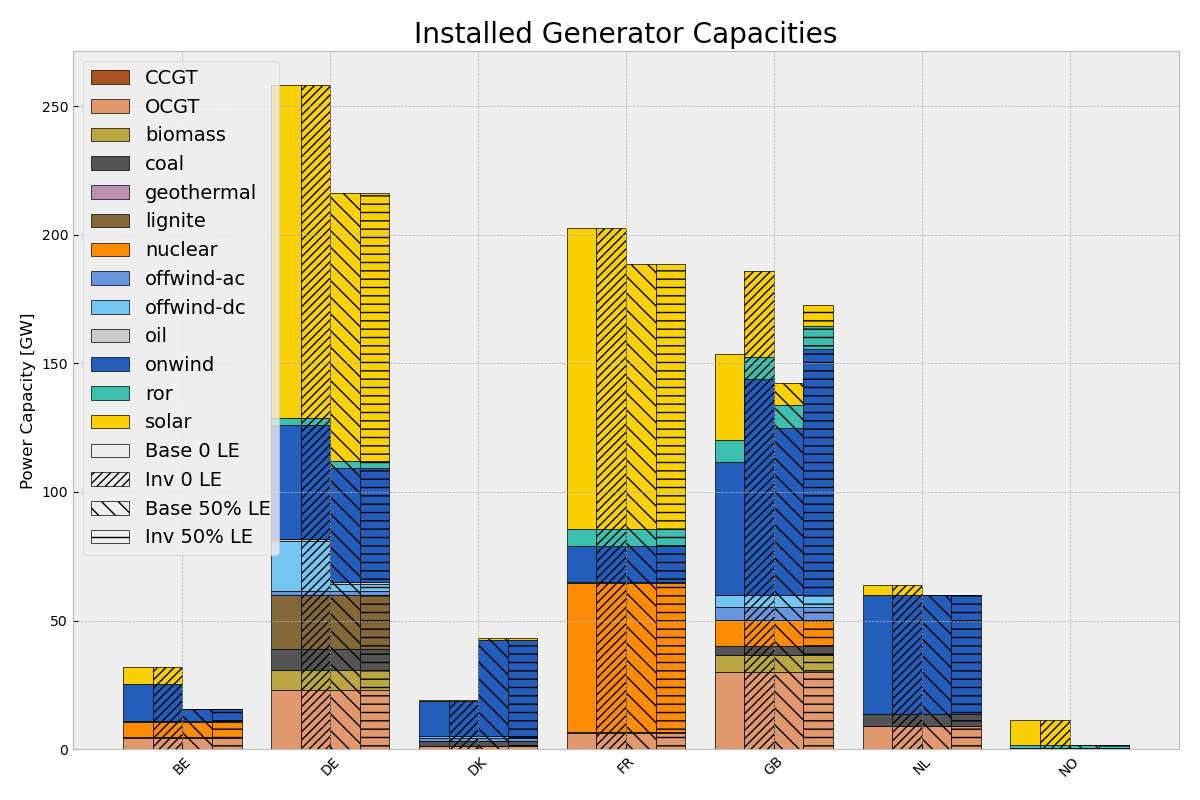 Installed Generator Capacities
Power Capacity [GW]
250
200
150
100
50
0
CCGT
OCGT
biomass
coal
geothermal
lignite
nuclear
offwind-ac
offwind-dc
oil
onwind
ror
solar
Base 0 LE
Inv 0 LE
Base 50% LE
Inv 50% LE
BE
DE
DK
FR
GB
NL
NO